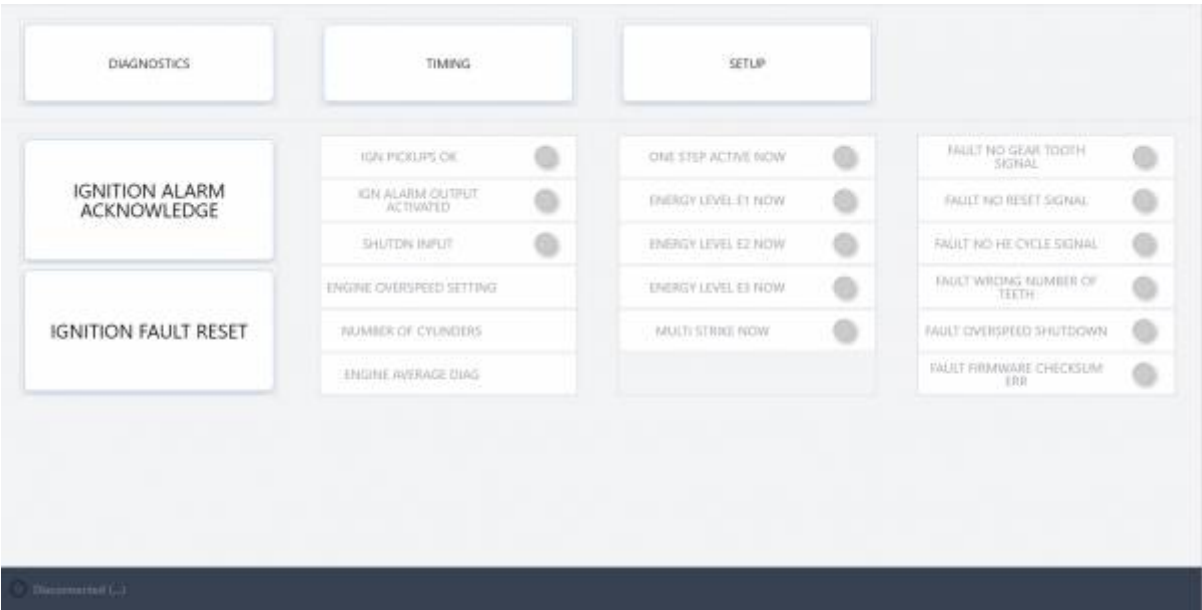 DIAGNOSTICS
TIMING
SETUP
IGNITION ALARM
ACKNOWLEDGE
IGNITION FAULT RESET
IGN PICKUPS OK
IGN ALARM OUTPUT
ACTIVATED
SHUTDN INPUT
ENGINE OVERSPEED SETTING
NUMBER OF CYLINDERS
ENGINE AVERAGE DIAG
ONE STEP ACTIVE NOW
ENERGY LEVEL E1 NOW
ENERGY LEVEL E2 NOW
ENERGY LEVEL E3 NOW
MULTI STRIKE NOW
FAULT NO GEAR TOOTH
SIGNAL
FAULT NO RESET SIGNAL
FAULT NO HE CYCLE SIGNAL
FAULT WRONG NUMBER OF
TEETH
FAULT OVERSPEED SHUTDOWN
FAULT FIRMWARE CHECKSUM
ERR
Disconnected (...)